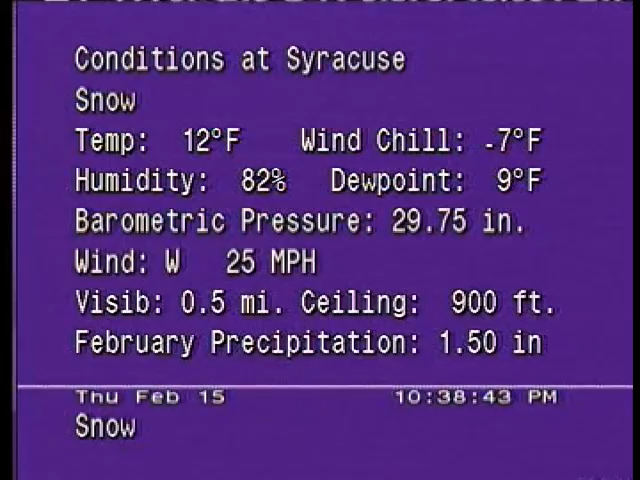 Conditions at Syracuse
Snow
Temp: 12°F Wind Chill: -7°F
Humidity: 82% Dewpoint: 9°F
Barometric Pressure: 29.75 in.
Wind: W 25 MPH
Visib: 0.5 mi. Ceiling: 900 ft.
February Precipitation: 1.50 in
Thu Feb 15 10:38:43 PM
Snow